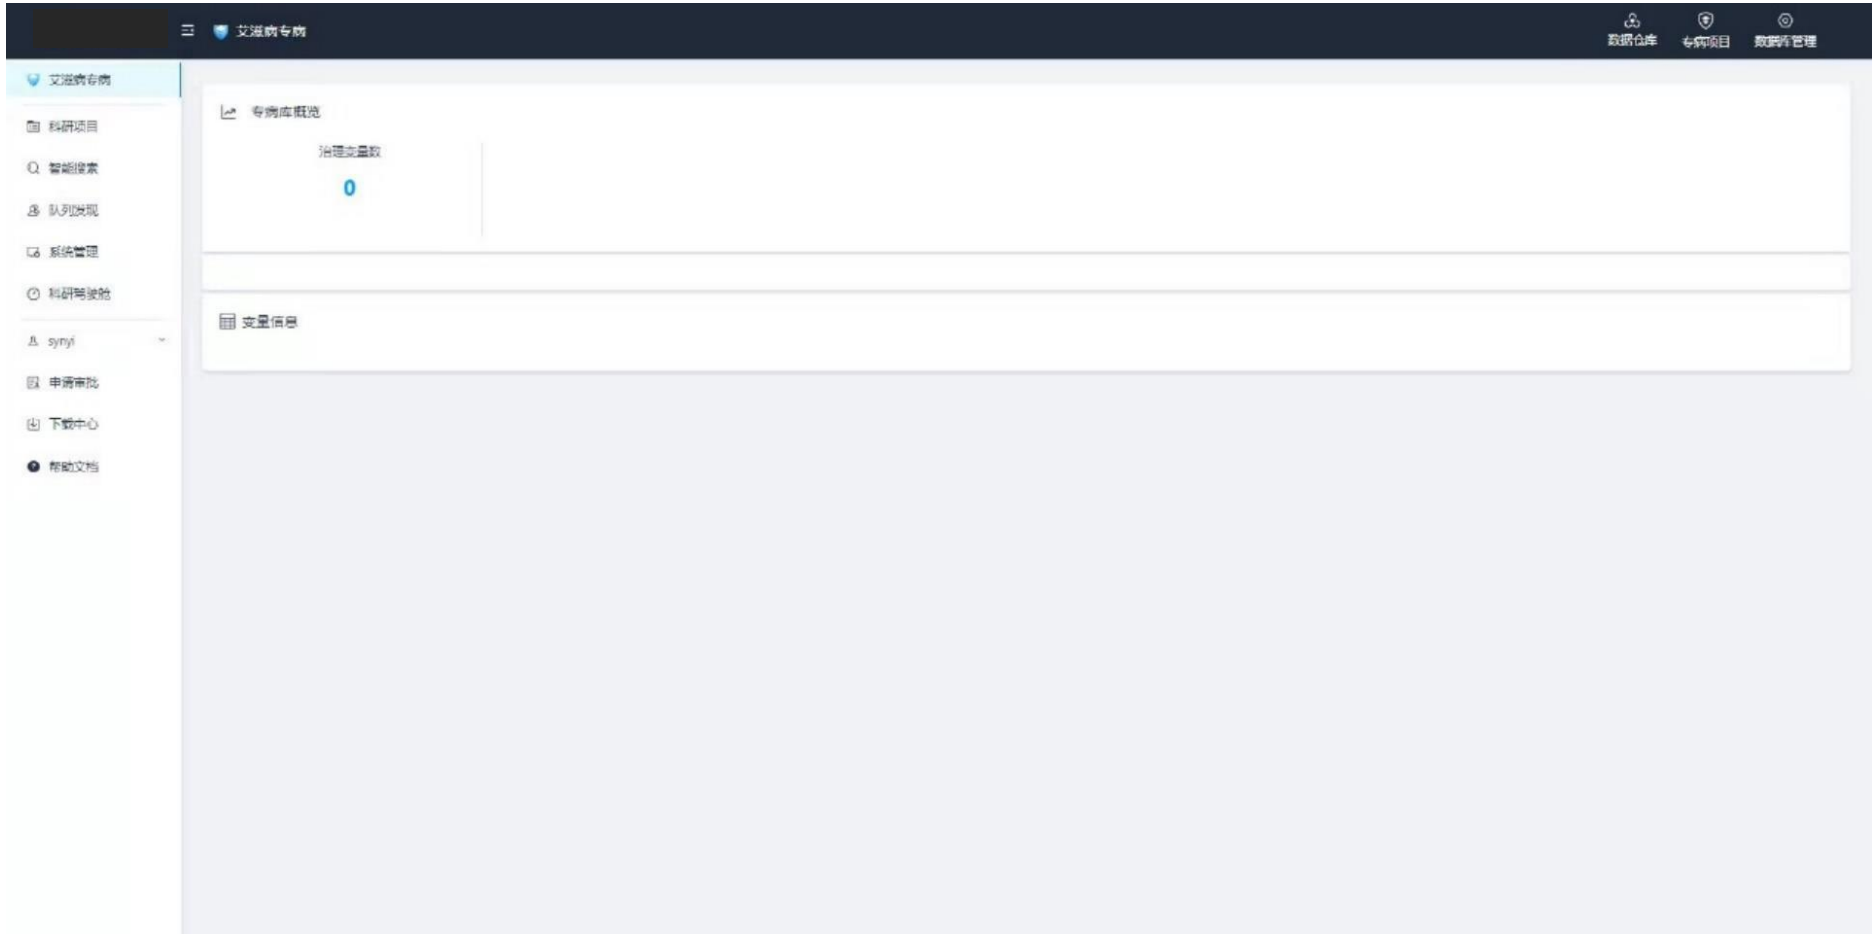 艾滋病专病
数据仓库
专病项目
数据库管理
艾滋病专病
科研项目
智能搜索
队列发现
系统管理
科研驾驶舱
synyi
申请审批
下载中心
帮助文档
专病库概览
治理变量数
0
变量信息